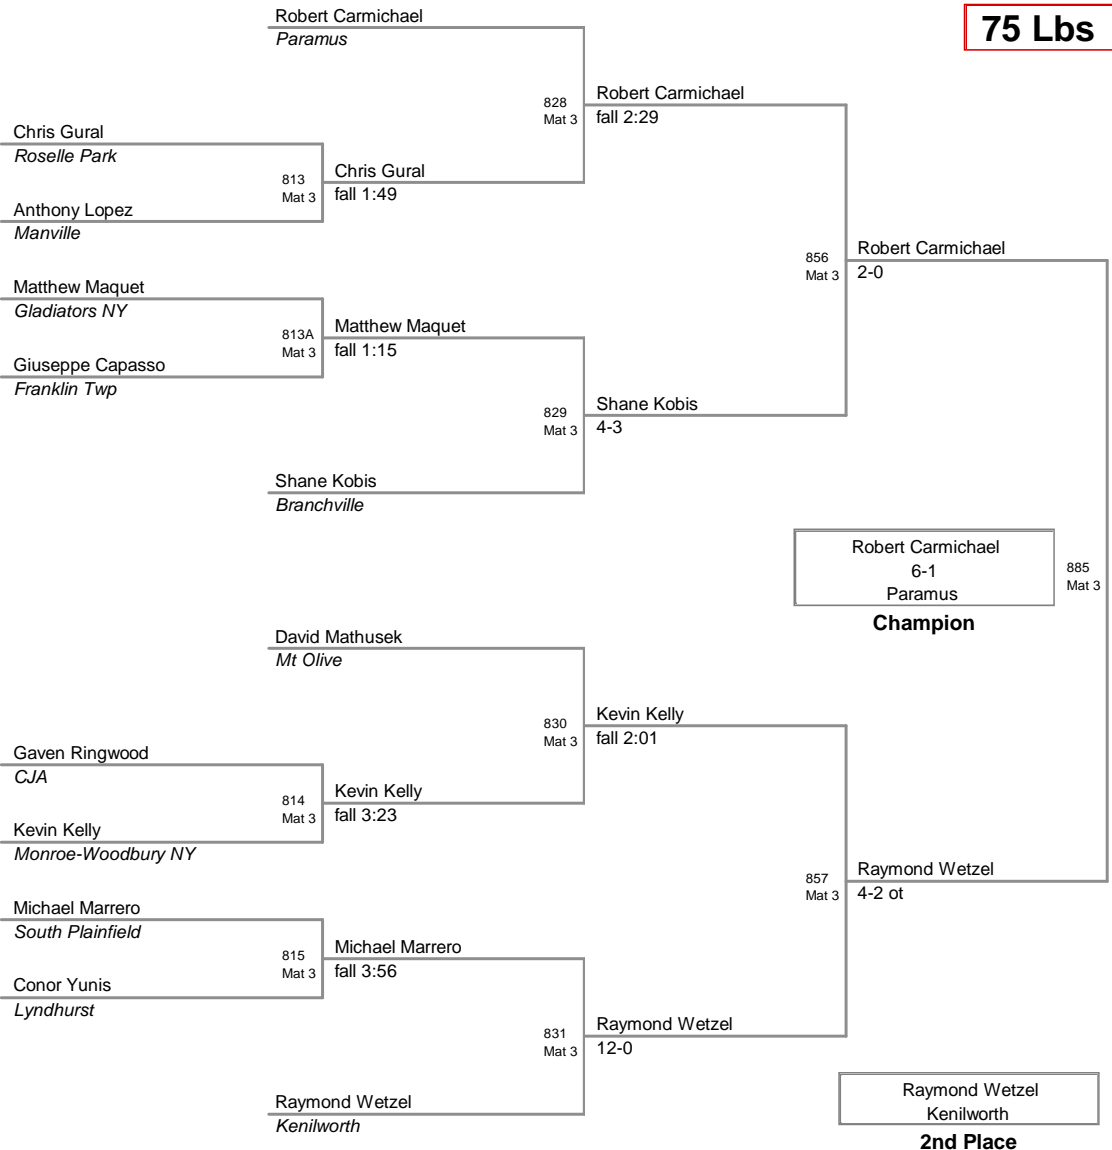 75 Lbs
Robert Carmichael
Paramus
828
Mat 3
Robert Carmichael
fall 2:29
Chris Gural
Roselle Park
813
Mat 3
Chris Gural
fall 1:49
Anthony Lopez
Manville
856
Mat 3
Robert Carmichael
2-0
Matthew Maquet
Gladiators NY
813A
Mat 3
Matthew Maquet
fall 1:15
Giuseppe Capasso
Franklin Twp
829
Mat 3
Shane Kobis
4-3
Shane Kobis
Branchville
Robert Carmichael
6-1
Paramus
Champion
885
Mat 3
David Mathusek
Mt Olive
830
Mat 3
Kevin Kelly
fall 2:01
Gaven Ringwood
CJA
814
Mat 3
Kevin Kelly
fall 3:23
Kevin Kelly
Monroe-Woodbury NY
857
Mat 3
Raymond Wetzel
4-2 ot
Michael Marrero
South Plainfield
815
Mat 3
Michael Marrero
fall 3:56
Conor Yunis
Lyndhurst
831
Mat 3
Raymond Wetzel
12-0
Raymond Wetzel
Kenilworth
Raymond Wetzel
Kenilworth
2nd Place